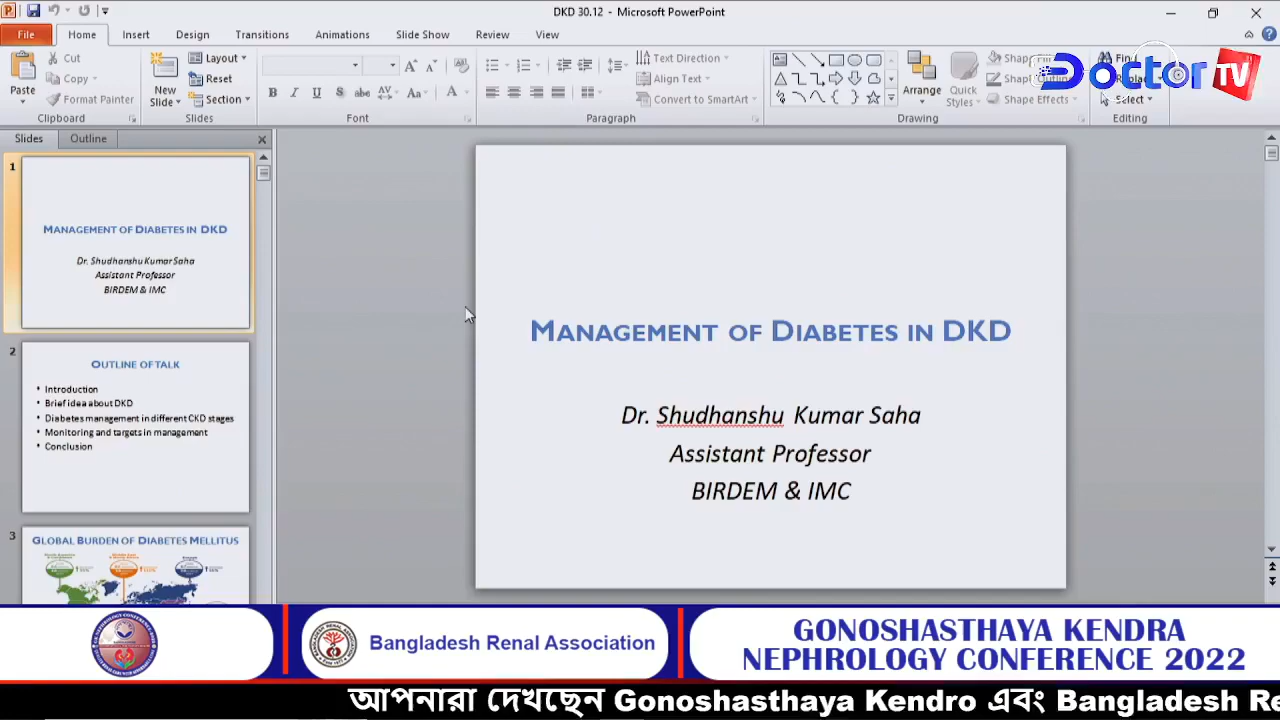 DKD 30.12 - Microsoft PowerPoint
File Home Insert Design Transitions Animations Slide Show Review View
Paste
Cut
Copy
Format Painter
Clipboard
New Slide
Layout
Reset
Section
Slides
B I U S abc AV Aa A
Font
Text Direction
Align Text
Convert to SmartArt
Paragraph
Arrange
Quick Styles
Shape Effects
Drawing
Select
Editing
Doctor TV
Slides Outline
1
MANAGEMENT OF DIABETES IN DKD
Dr. Shudhanshu Kumar Saha
Assistant Professor
BIRDEM & IMC
2
OUTLINE OF TALK
• Introduction
• Brief idea about DKD
• Diabetes management in different CKD stages
• Monitoring and targets in management
• Conclusion
3
GLOBAL BURDEN OF DIABETES MELLITUS
MANAGEMENT OF DIABETES IN DKD
Dr. Shudhanshu Kumar Saha
Assistant Professor
BIRDEM & IMC
Bangladesh Renal Association
GONOSHASTHAYA KENDRA
NEPHROLOGY CONFERENCE 2022
আপনারা দেখছেন Gonoshasthaya Kendro এবং Bangladesh Re